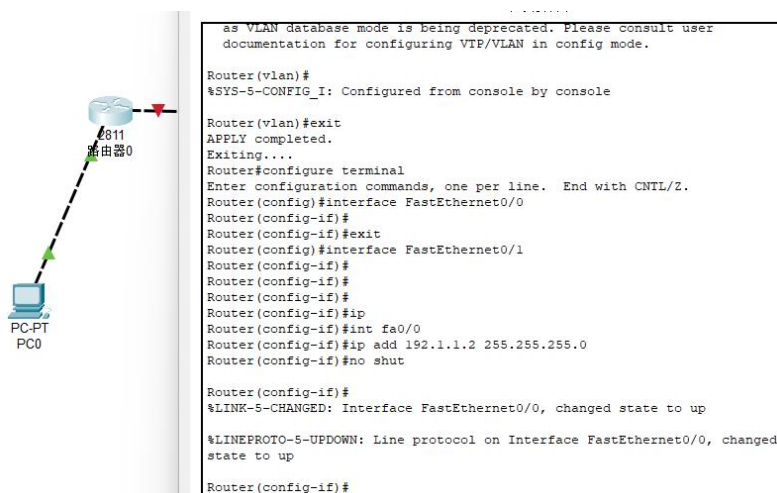 2811
路由器0
PC-PT
PC0
as VLAN database mode is being deprecated. Please consult user
documentation for configuring VTP/VLAN in config mode.
Router(vlan)#
%SYS-5-CONFIG_I: Configured from console by console
Router(vlan)#exit
APPLY completed.
Exiting....
Router#configure terminal
Enter configuration commands, one per line.  End with CNTL/Z.
Router(config)#interface FastEthernet0/0
Router(config-if)#
Router(config-if)#exit
Router(config)#interface FastEthernet0/1
Router(config-if)#
Router(config-if)#
Router(config-if)#
Router(config-if)#ip
Router(config-if)#int fa0/0
Router(config-if)#ip add 192.1.1.2 255.255.255.0
Router(config-if)#no shut
Router(config-if)#
%LINK-5-CHANGED: Interface FastEthernet0/0, changed state to up
%LINEPROTO-5-UPDOWN: Line protocol on Interface FastEthernet0/0, changed
state to up
Router(config-if)#